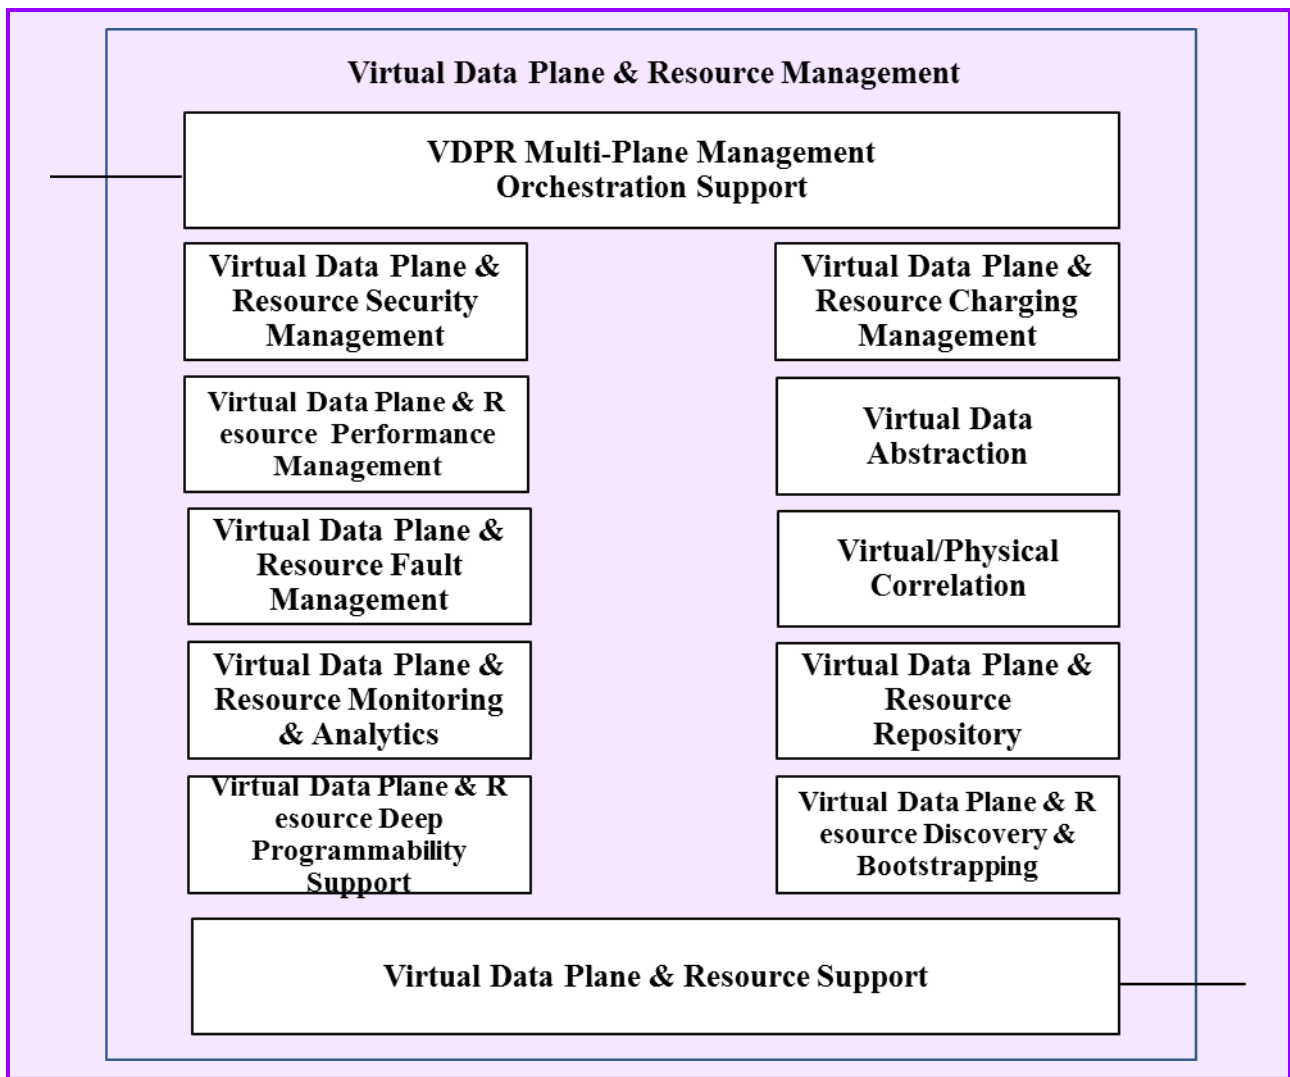 Virtual Data Plane & Resource Management
VDPR Multi-Plane Management
Orchestration Support
Virtual Data Plane &
Resource Security
Management
Virtual Data Plane &
Resource Charging
Management
Virtual Data Plane & R
esource Performance
Management
Virtual Data
Abstraction
Virtual Data Plane &
Resource Fault
Management
Virtual/Physical
Correlation
Virtual Data Plane &
Resource Monitoring
& Analytics
Virtual Data Plane &
Resource
Repository
Virtual Data Plane & R
esource Deep
Programmability
Support
Virtual Data Plane & R
esource Discovery &
Bootstrapping
Virtual Data Plane & Resource Support